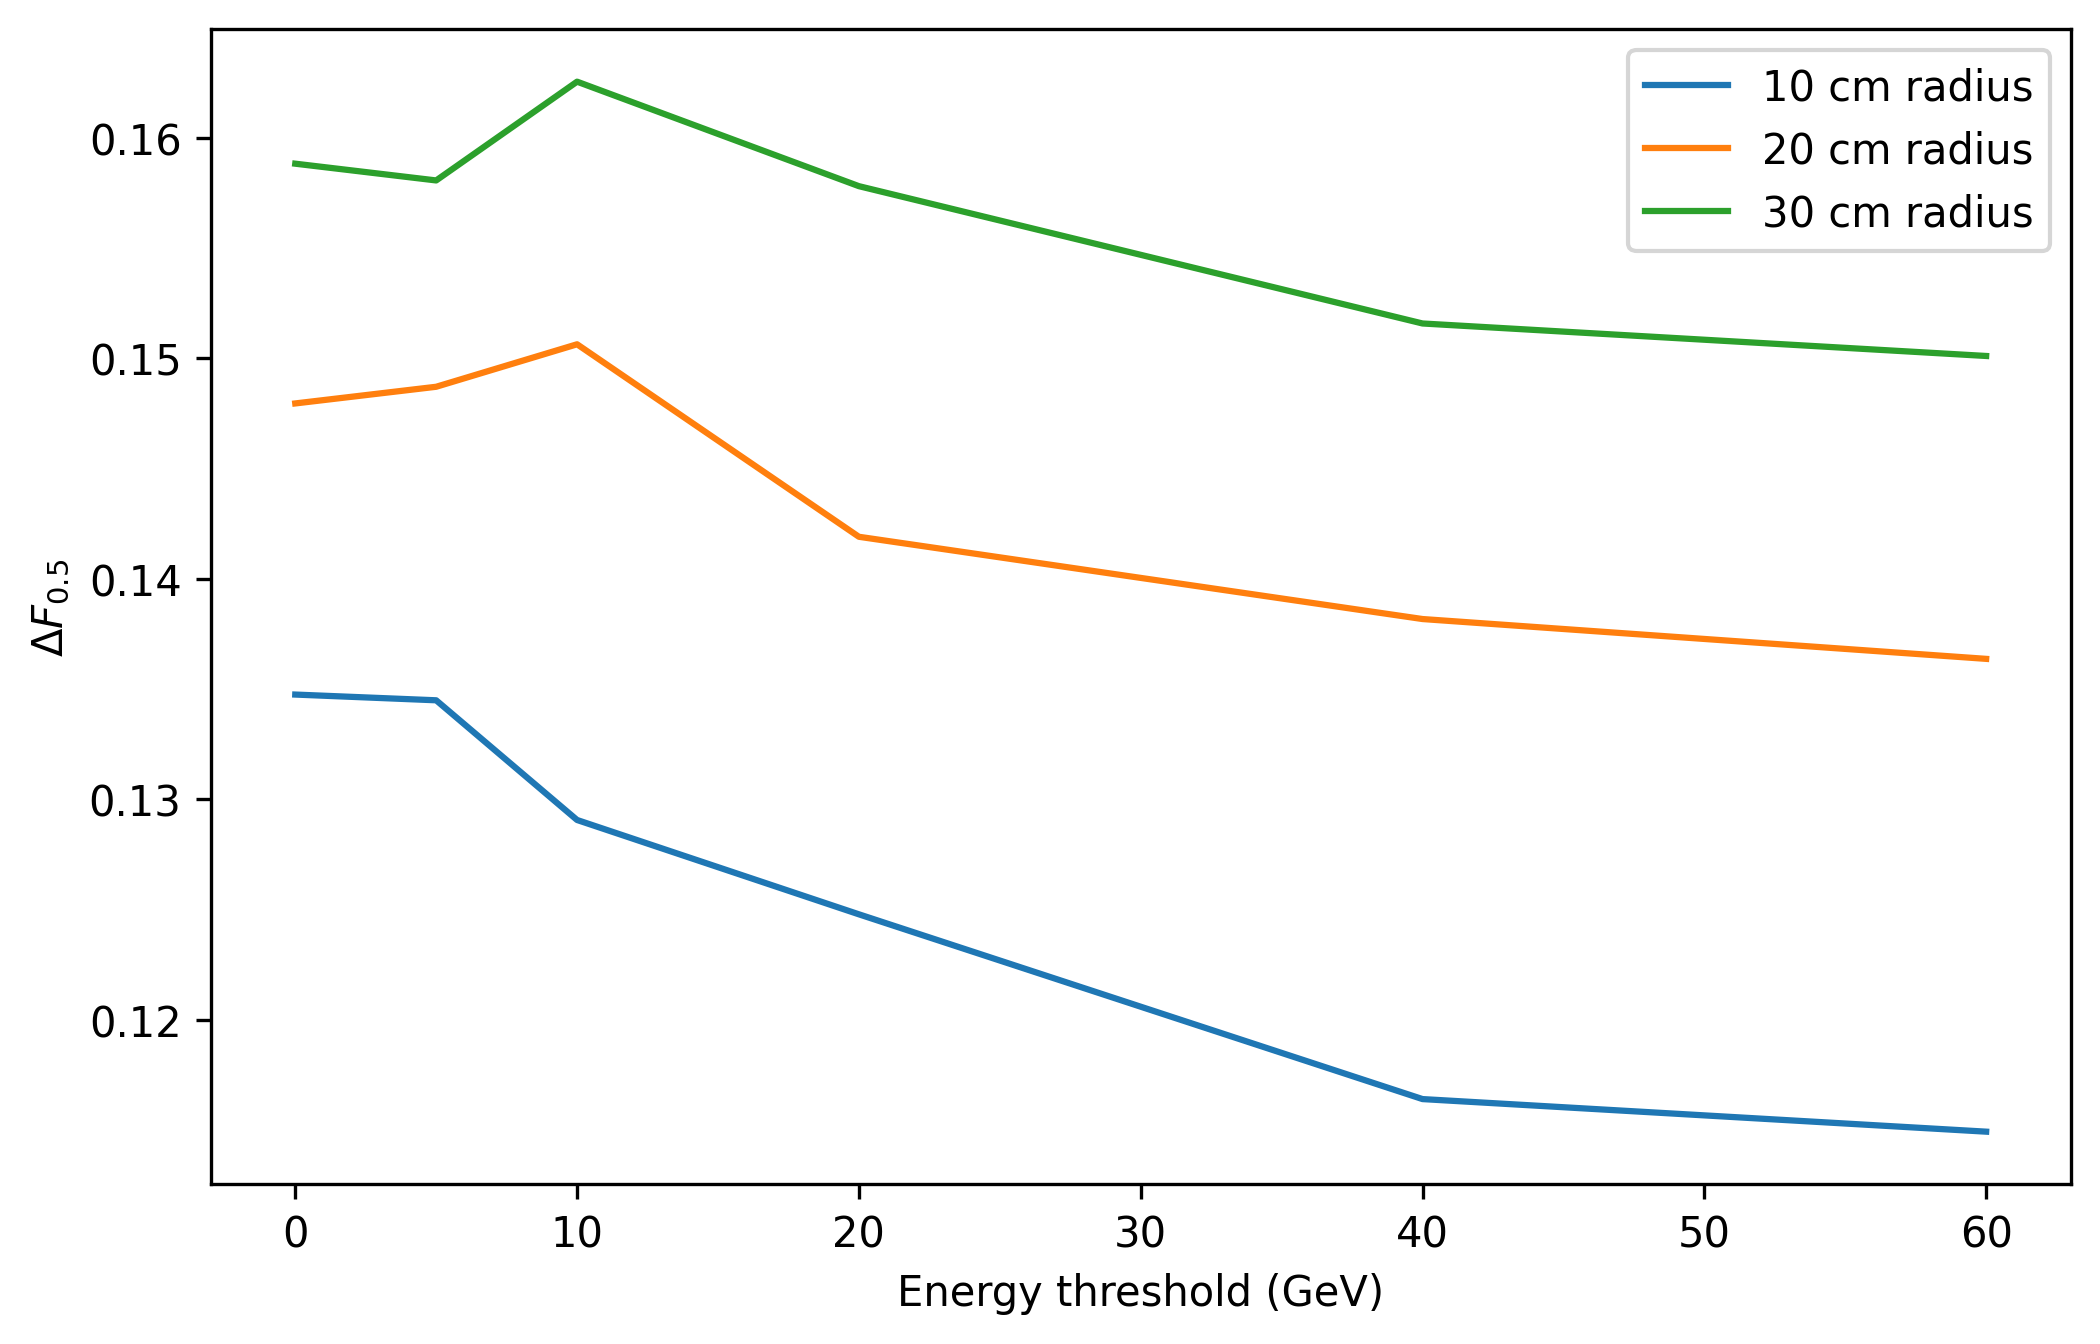 10 cm radius
20 cm radius
30 cm radius
0.16
0.15
0.14
0.13
0.12
ΔF0.5
0 10 20 30 40 50 60
Energy threshold (GeV)